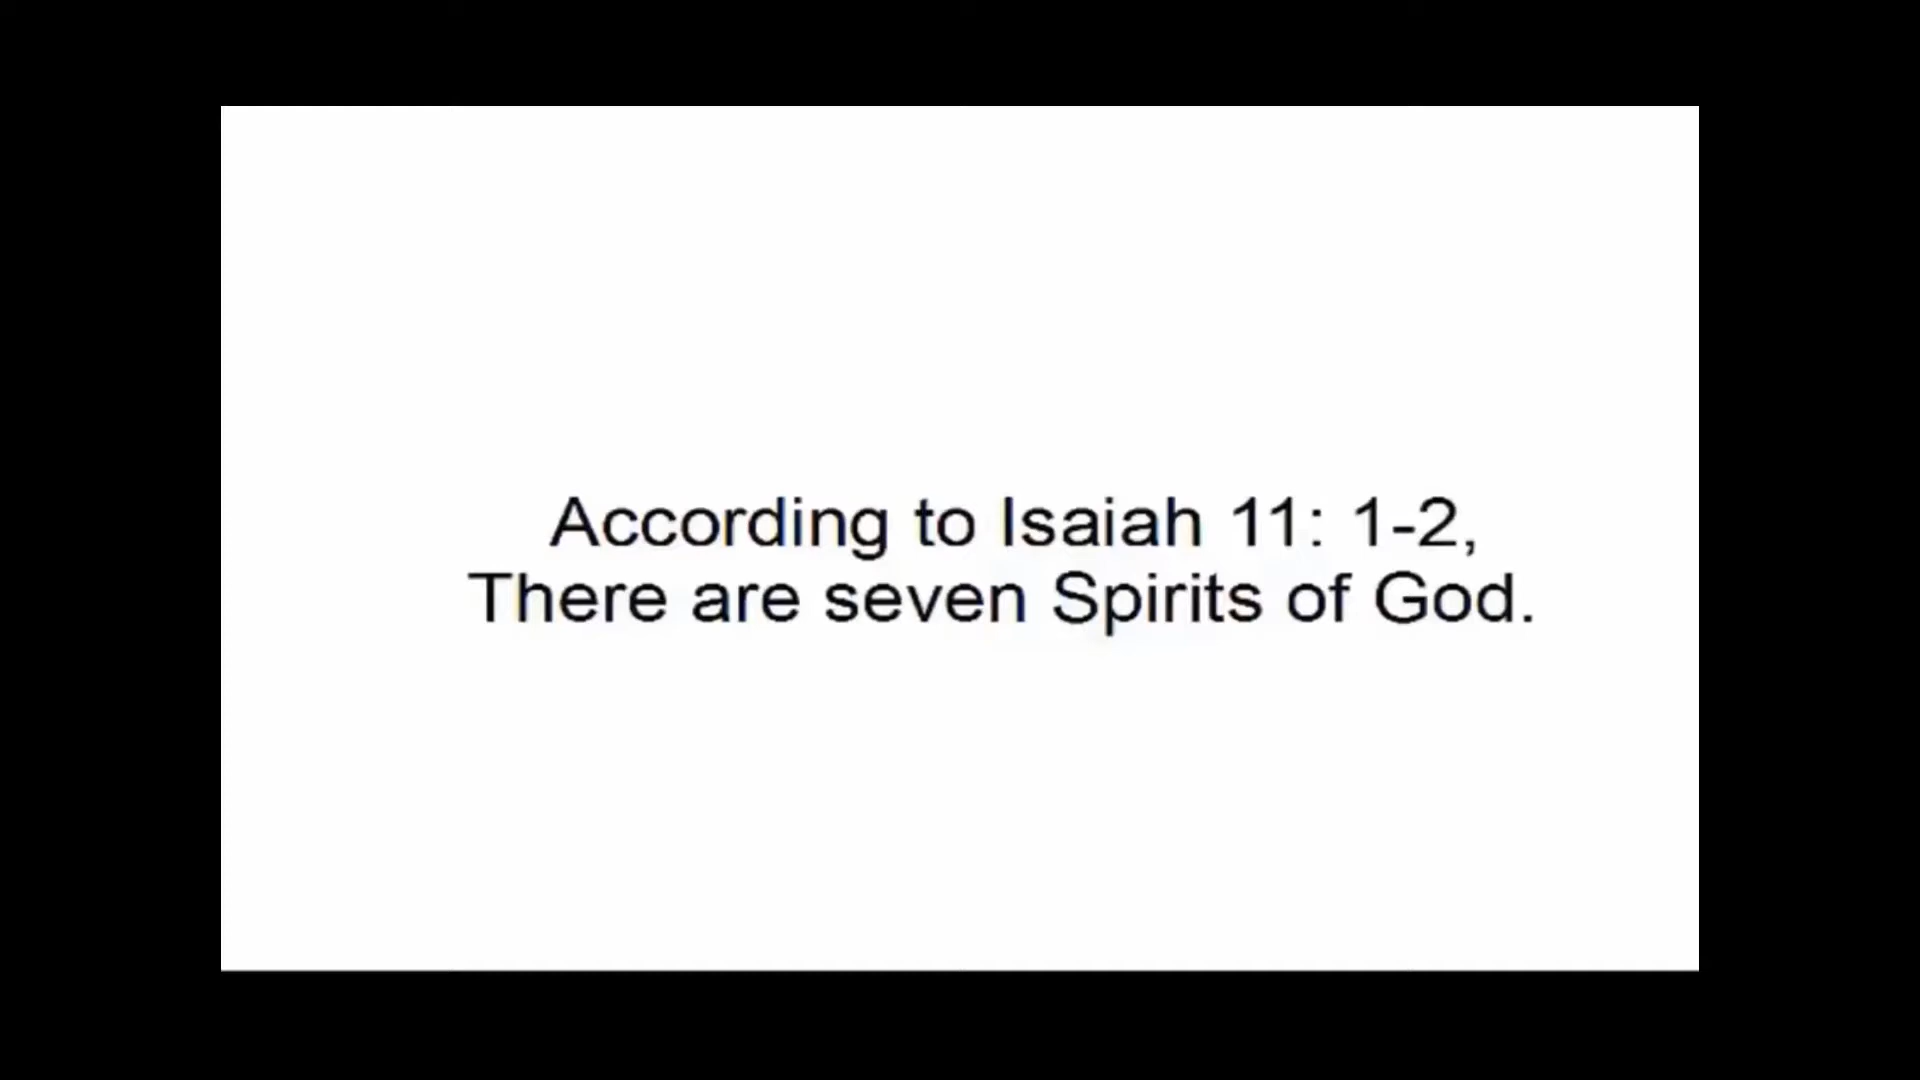 According to Isaiah 11: 1-2,
There are seven Spirits of God.